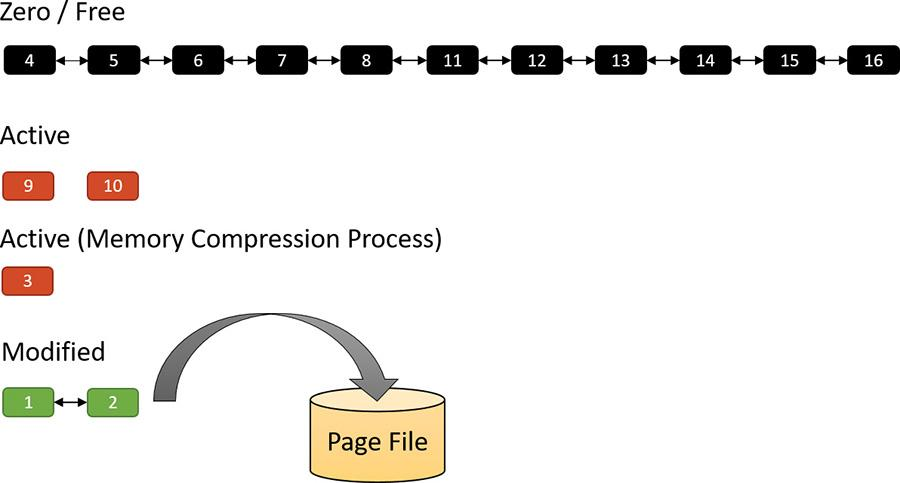 Zero / Free
4 5 6 7 8 11 12 13 14 15 16
Active
9 10
Active (Memory Compression Process)
3
Modified
1 2
Page File